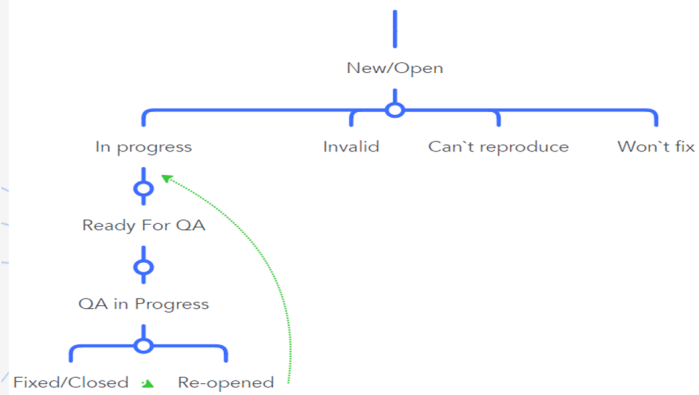 New/Open
In progress
Invalid
Can`t reproduce
Won`t fix
Ready For QA
QA in Progress
Fixed/Closed
Re-opened